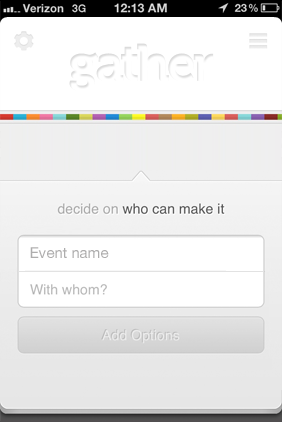 Verizon 3G 12:13 AM 23%
gather
decide on who can make it
Event name
With whom?
Add Options